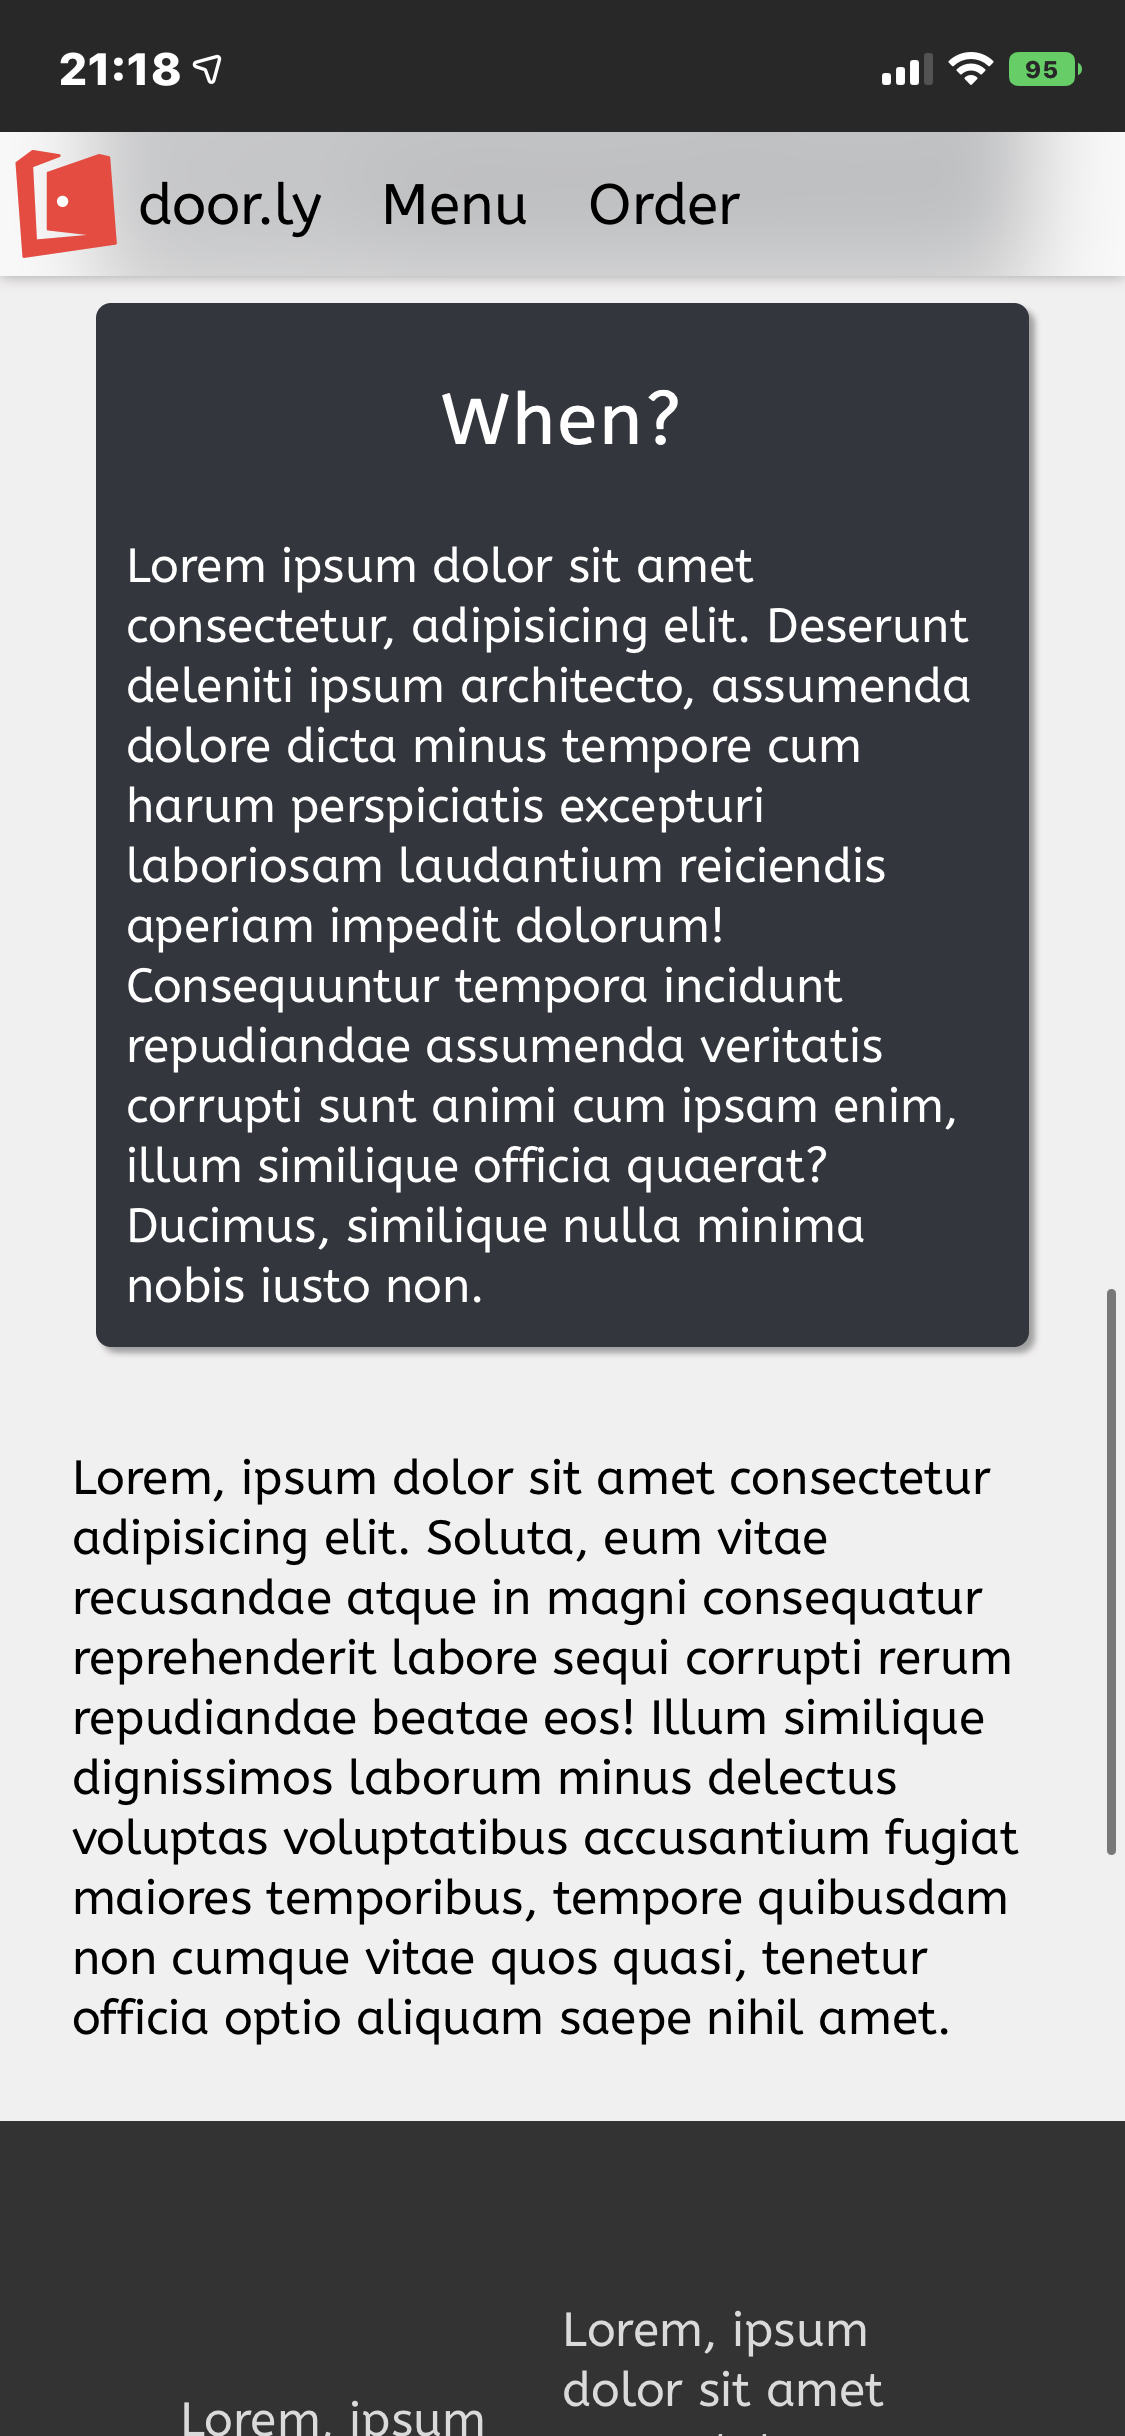 21:18
95
door.ly Menu Order
When?
Lorem ipsum dolor sit amet
consectetur, adipisicing elit. Deserunt
deleniti ipsum architecto, assumenda
dolore dicta minus tempore cum
harum perspiciatis excepturi
laboriosam laudantium reiciendis
aperiam impedit dolorum!
Consequuntur tempora incidunt
repudiandae assumenda veritatis
corrupti sunt animi cum ipsam enim,
illum similique officia quaerat?
Ducimus, similique nulla minima
nobis iusto non.
Lorem, ipsum dolor sit amet consectetur
adipisicing elit. Soluta, eum vitae
recusandae atque in magni consequatur
reprehenderit labore sequi corrupti rerum
repudiandae beatae eos! Illum similique
dignissimos laborum minus delectus
voluptas voluptatibus accusantium fugiat
maiores temporibus, tempore quibusdam
non cumque vitae quos quasi, tenetur
officia optio aliquam saepe nihil amet.
Lorem, ipsum
dolor sit amet
Lorem, ipsum